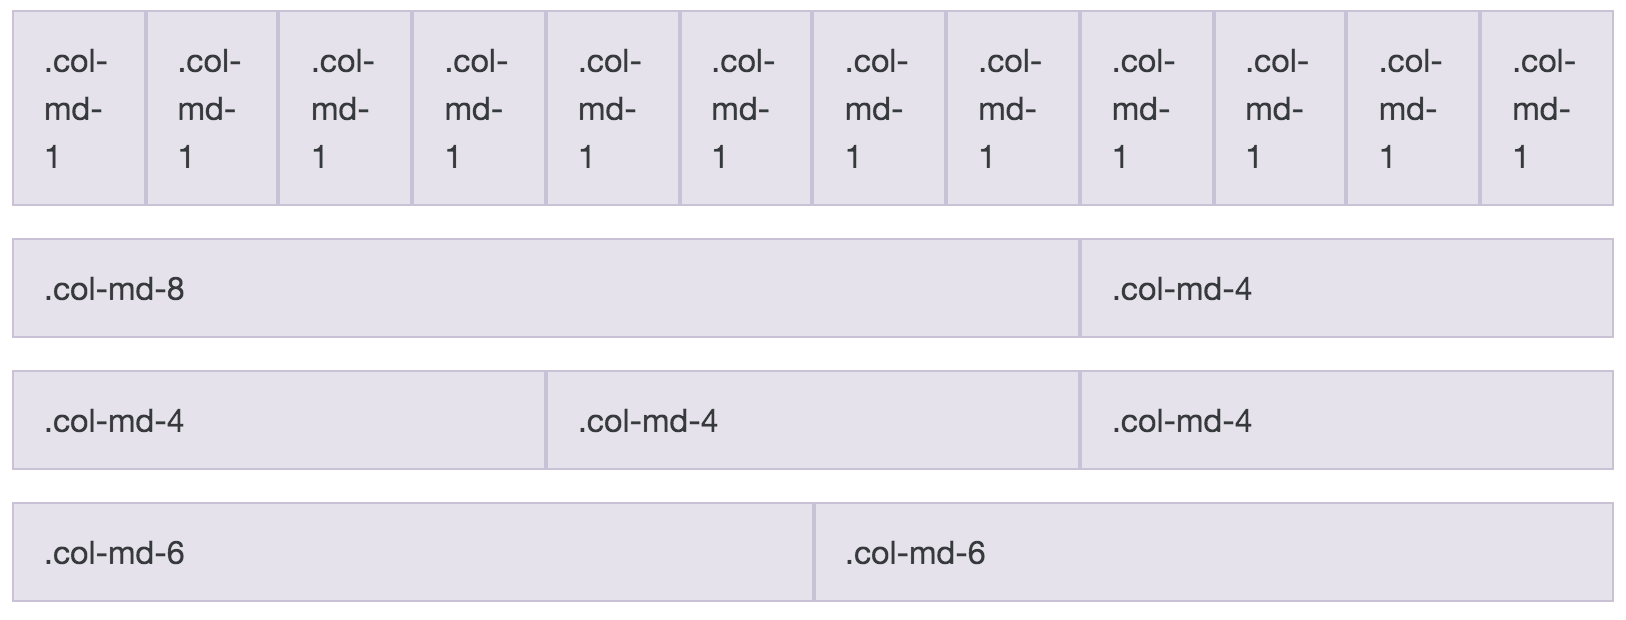 .col- .col- .col- .col- .col- .col- .col- .col- .col- .col- .col- .col-
md- md- md- md- md- md- md- md- md- md- md- md-
1 1 1 1 1 1 1 1 1 1 1 1
.col-md-8 .col-md-4
.col-md-4 .col-md-4 .col-md-4
.col-md-6 .col-md-6